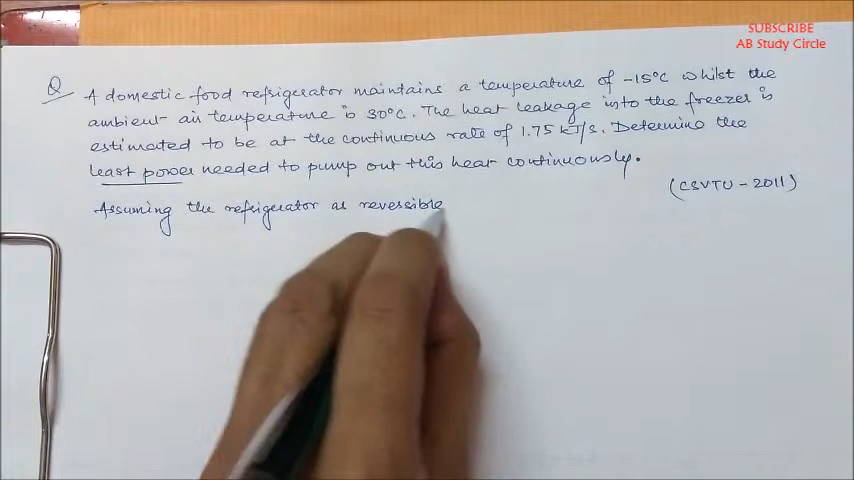 SUBSCRIBE
AB Study Circle
Q A domestic food refrigerator maintains a temperature of -15°C whilst the
ambient air temperature is 30°C. The heat leakage into the freezer is
estimated to be at the continuous rate of 1.75 kJ/s. Determine the
least power needed to pump out this heat continuously.
(CSVTU - 2011)
Assuming the refrigerator as reverssible